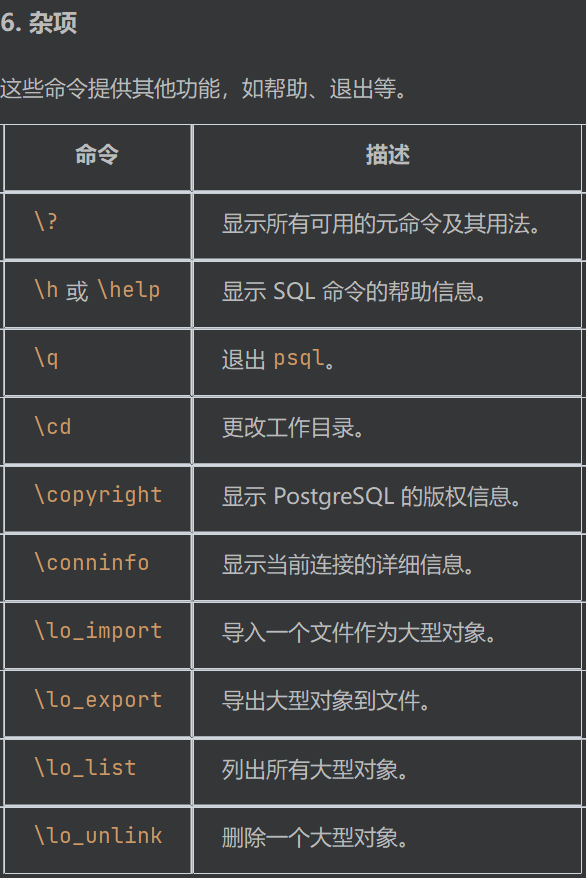 6. 杂项
这些命令提供其他功能，如帮助、退出等。
命令 描述
\? 显示所有可用的元命令及其用法。
\h 或 \help 显示 SQL 命令的帮助信息。
\q 退出 psql。
\cd 更改工作目录。
\copyright 显示 PostgreSQL 的版权信息。
\conninfo 显示当前连接的详细信息。
\lo_import 导入一个文件作为大型对象。
\lo_export 导出大型对象到文件。
\lo_list 列出所有大型对象。
\lo_unlink 删除一个大型对象。